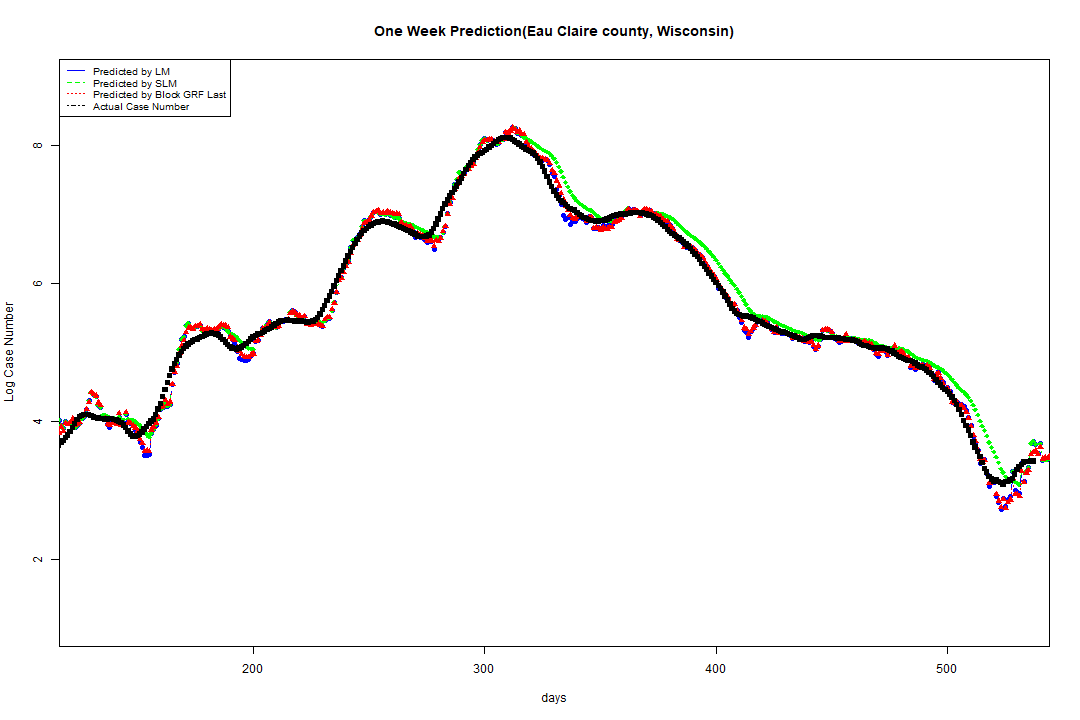 One Week Prediction(Eau Claire county, Wisconsin)
Predicted by LM
Predicted by SLM
Predicted by Block GRF Last
Actual Case Number
8
6
4
2
Log Case Number
200 300 400 500
days